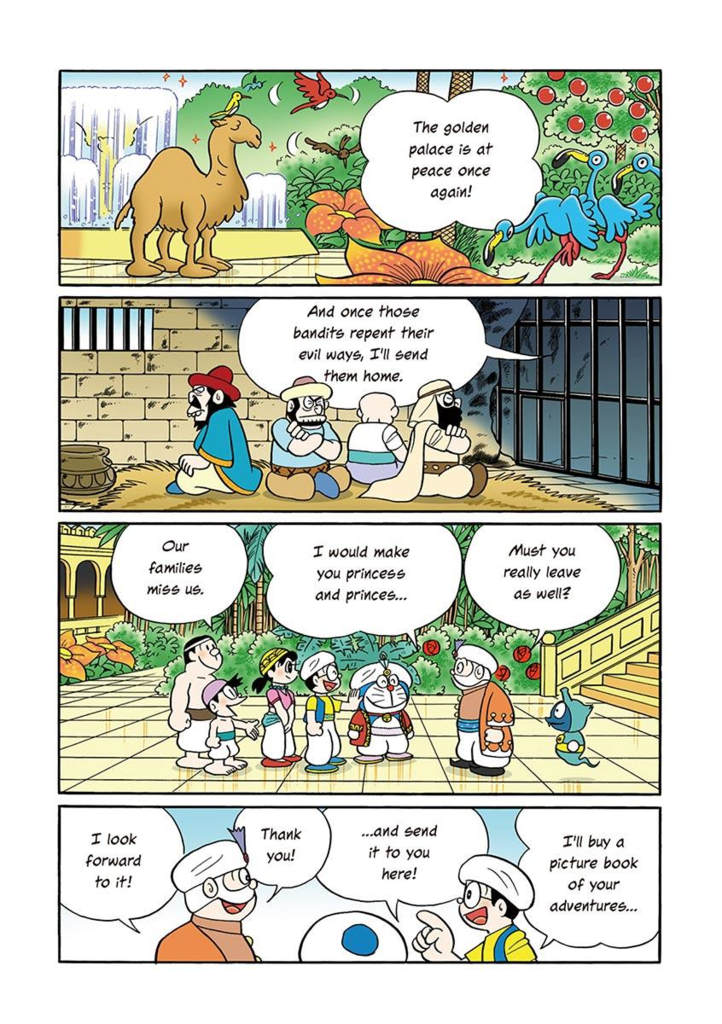 The golden
palace is at
peace once
again!
And once those
bandits repent their
evil ways, I'll send
them home.
Must you
really leave
as well?
I would make
you princess
and princes...
Our
families
miss us.
I'll buy a
picture book
of your
adventures...
...and send
it to you
here!
Thank
you!
I look
forward
to it!